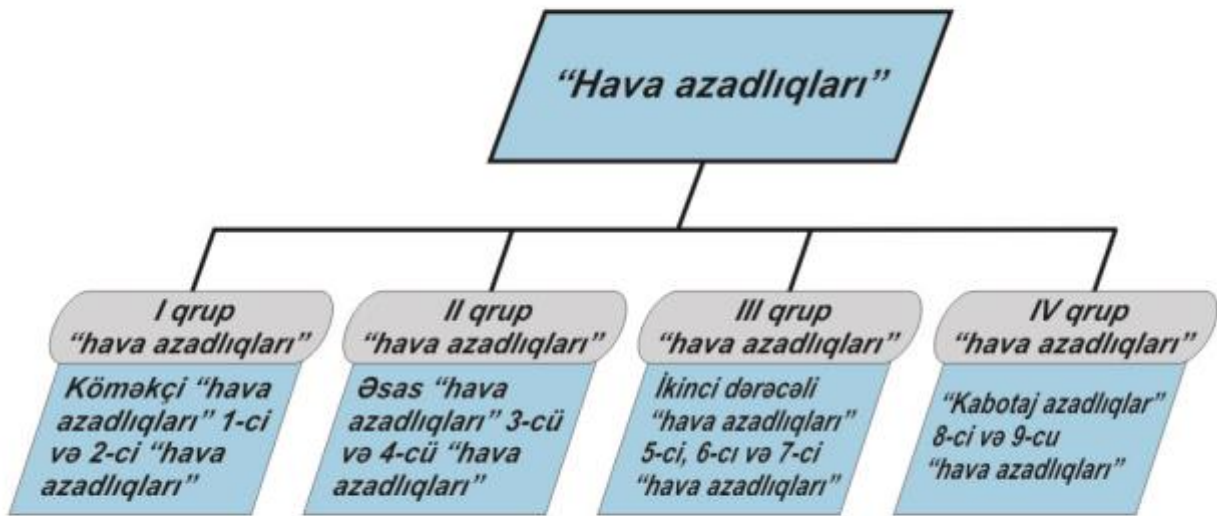 “Hava azadlıqları”
I qrup
“hava azadlıqları”
Köməkçi “hava
azadlıqları” 1-ci
və 2-ci “hava
azadlıqları”
II qrup
“hava azadlıqları”
Əsas “hava
azadlıqları” 3-cü
və 4-cü “hava
azadlıqları”
III qrup
“hava azadlıqları”
İkinci dərəcəli
“hava azadlıqları”
5-ci, 6-cı və 7-ci
“hava azadlıqları”
IV qrup
“hava azadlıqları”
“Kabotaj azadlıqlar”
8-ci və 9-cu
“hava azadlıqları”